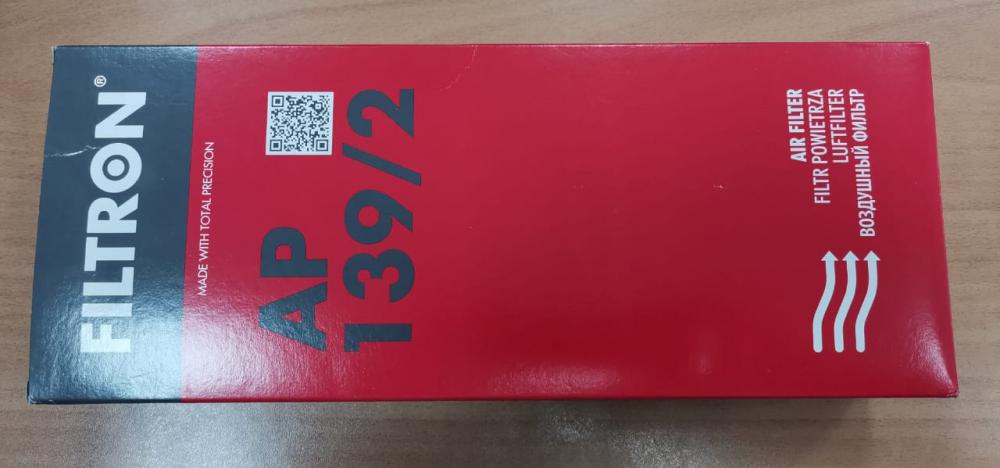 FILTRON®
MADE WITH TOTAL PRECISION
AP
139/2
AIR FILTER
FILTR POWIETRZA
LUFTFILTER
ВОЗДУШНЫЙ ФИЛЬТР